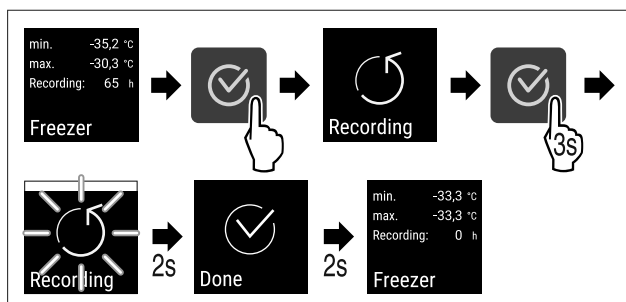 min. -35,2 °C
max. -30,3 °C
Recording: 65 h
Freezer
Recording
3s
Recording
2s
Done
2s
min. -33,3 °C
max. -33,3 °C
Recording: 0 h
Freezer